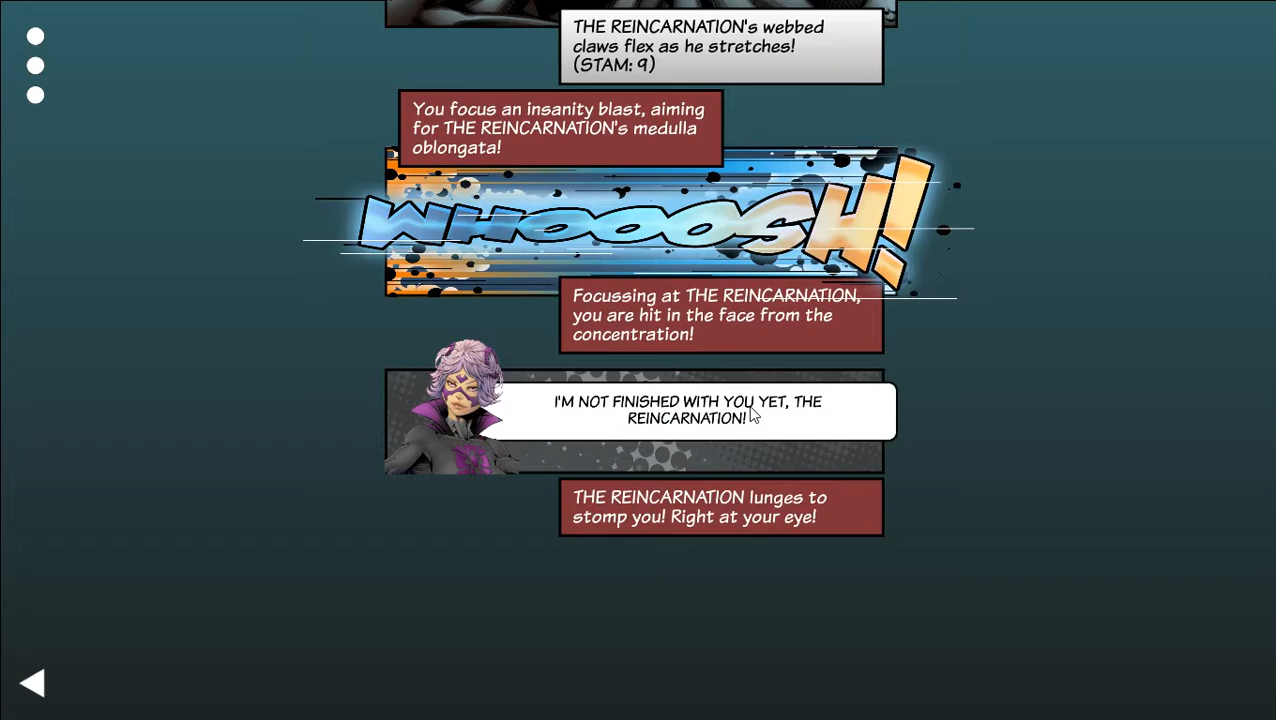 THE REINCARNATION's webbed
claws flex as he stretches!
(STAM: 9)
You focus an insanity blast, aiming
for THE REINCARNATION's medulla
oblongata!
WHOOOSH!
Focussing at THE REINCARNATION,
you are hit in the face from the
concentration!
I'M NOT FINISHED WITH YOU YET, THE
REINCARNATION!
THE REINCARNATION lunges to
stomp you! Right at your eye!